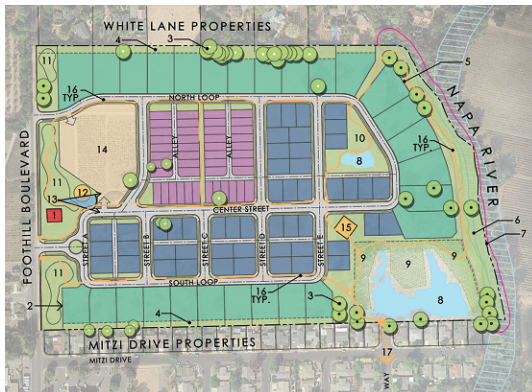 WHITE LANE PROPERTIES
4
3
11
16
TYP.
NORTH LOOP
5
NAPA RIVER
14
ALLEY
ALLEY
10
8
16
TYP.
FOOTHILL BOULEVARD
11
12
13
1
CENTER STREET
STREET A
STREET B
STREET C
STREET D
STREET E
15
6
7
9
9
9
11
2
SOUTH LOOP
16
TYP.
3
8
4
MITZI DRIVE PROPERTIES
MITZI DRIVE
17
WAY